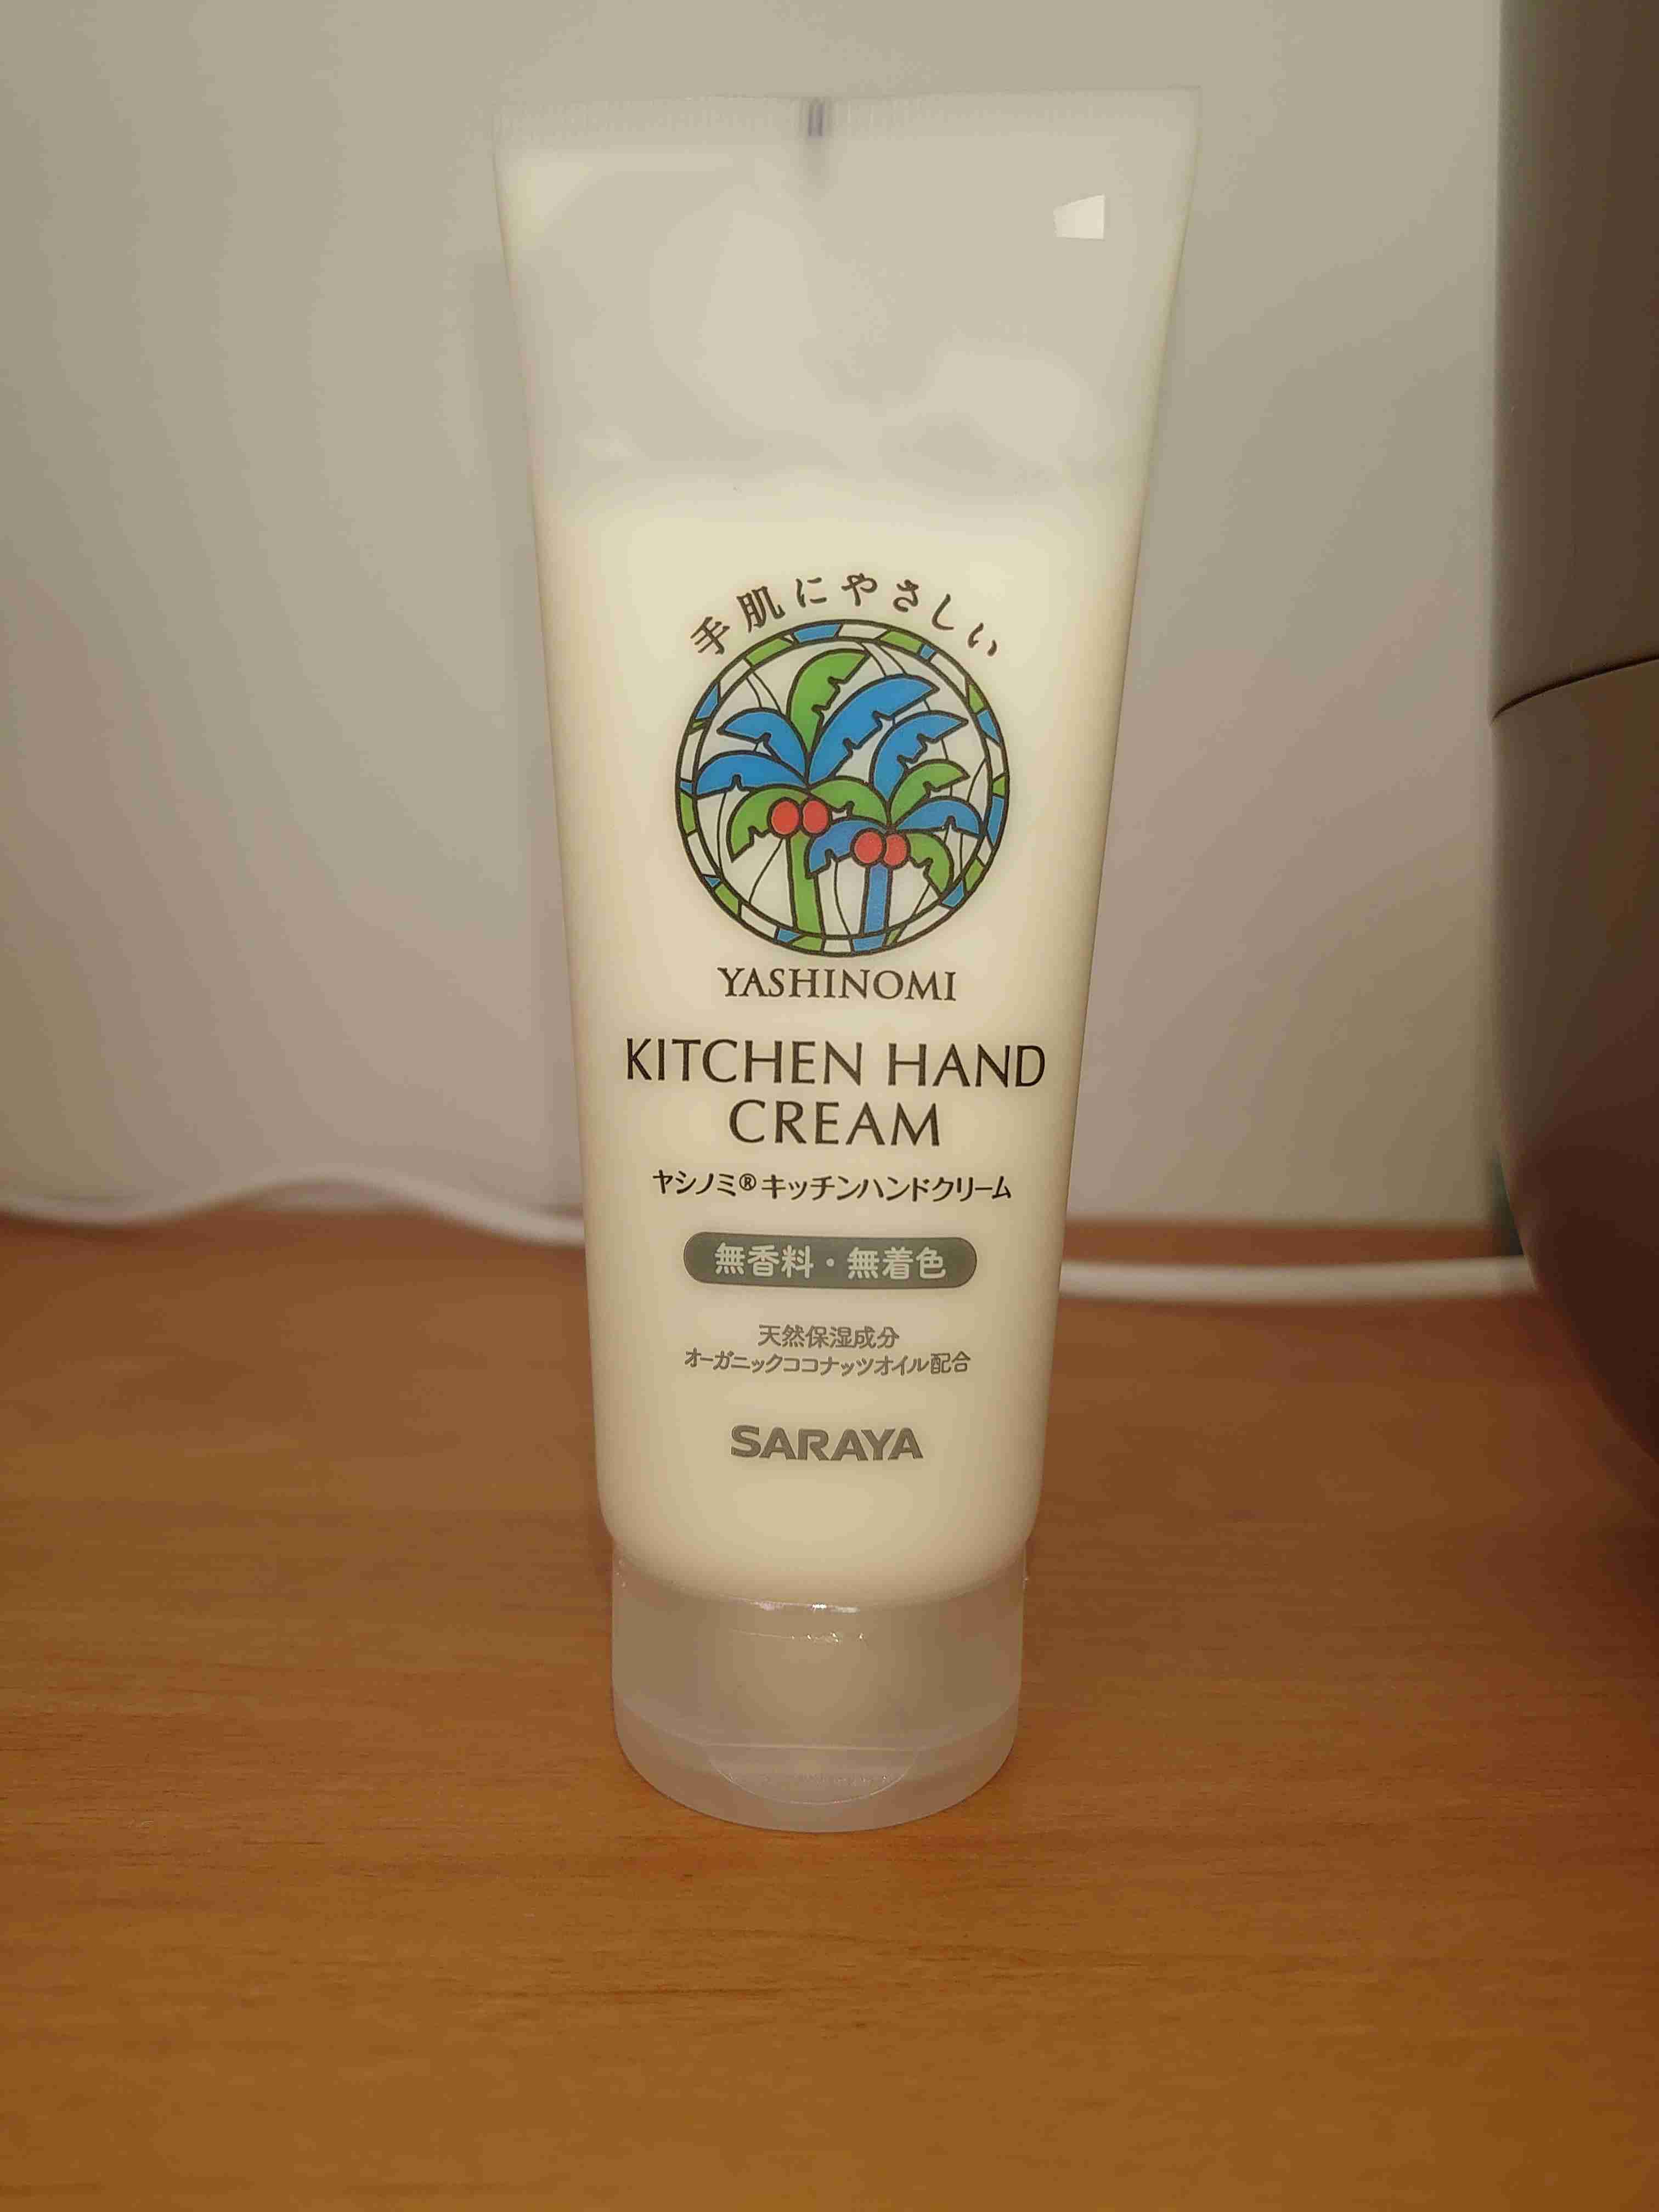 手肌にやさしい
YASHINOMI
KITCHEN HAND
CREAM
ヤシノミ®キッチンハンドクリーム
無香料・無着色
天然保湿成分
オーガニックココナッツオイル配合
SARAYA